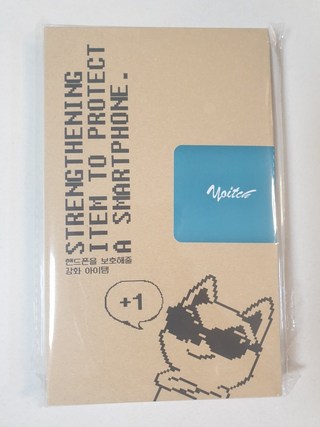 STRENGTHENING
ITEM TO PROTECT
A SMARTPHONE.
핸드폰을 보호해줄
강화 아이템
+1